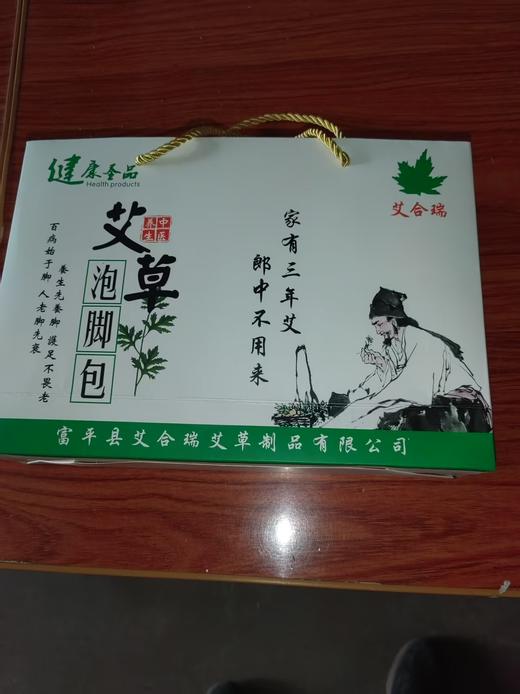 健康圣品
Health products
艾合瑞
艾草
中医
养生
泡脚包
百病始于脚 人老脚先衰
养生先养脚 護足不畏老
家有三年艾
郎中不用来
富平县艾合瑞艾草制品有限公司